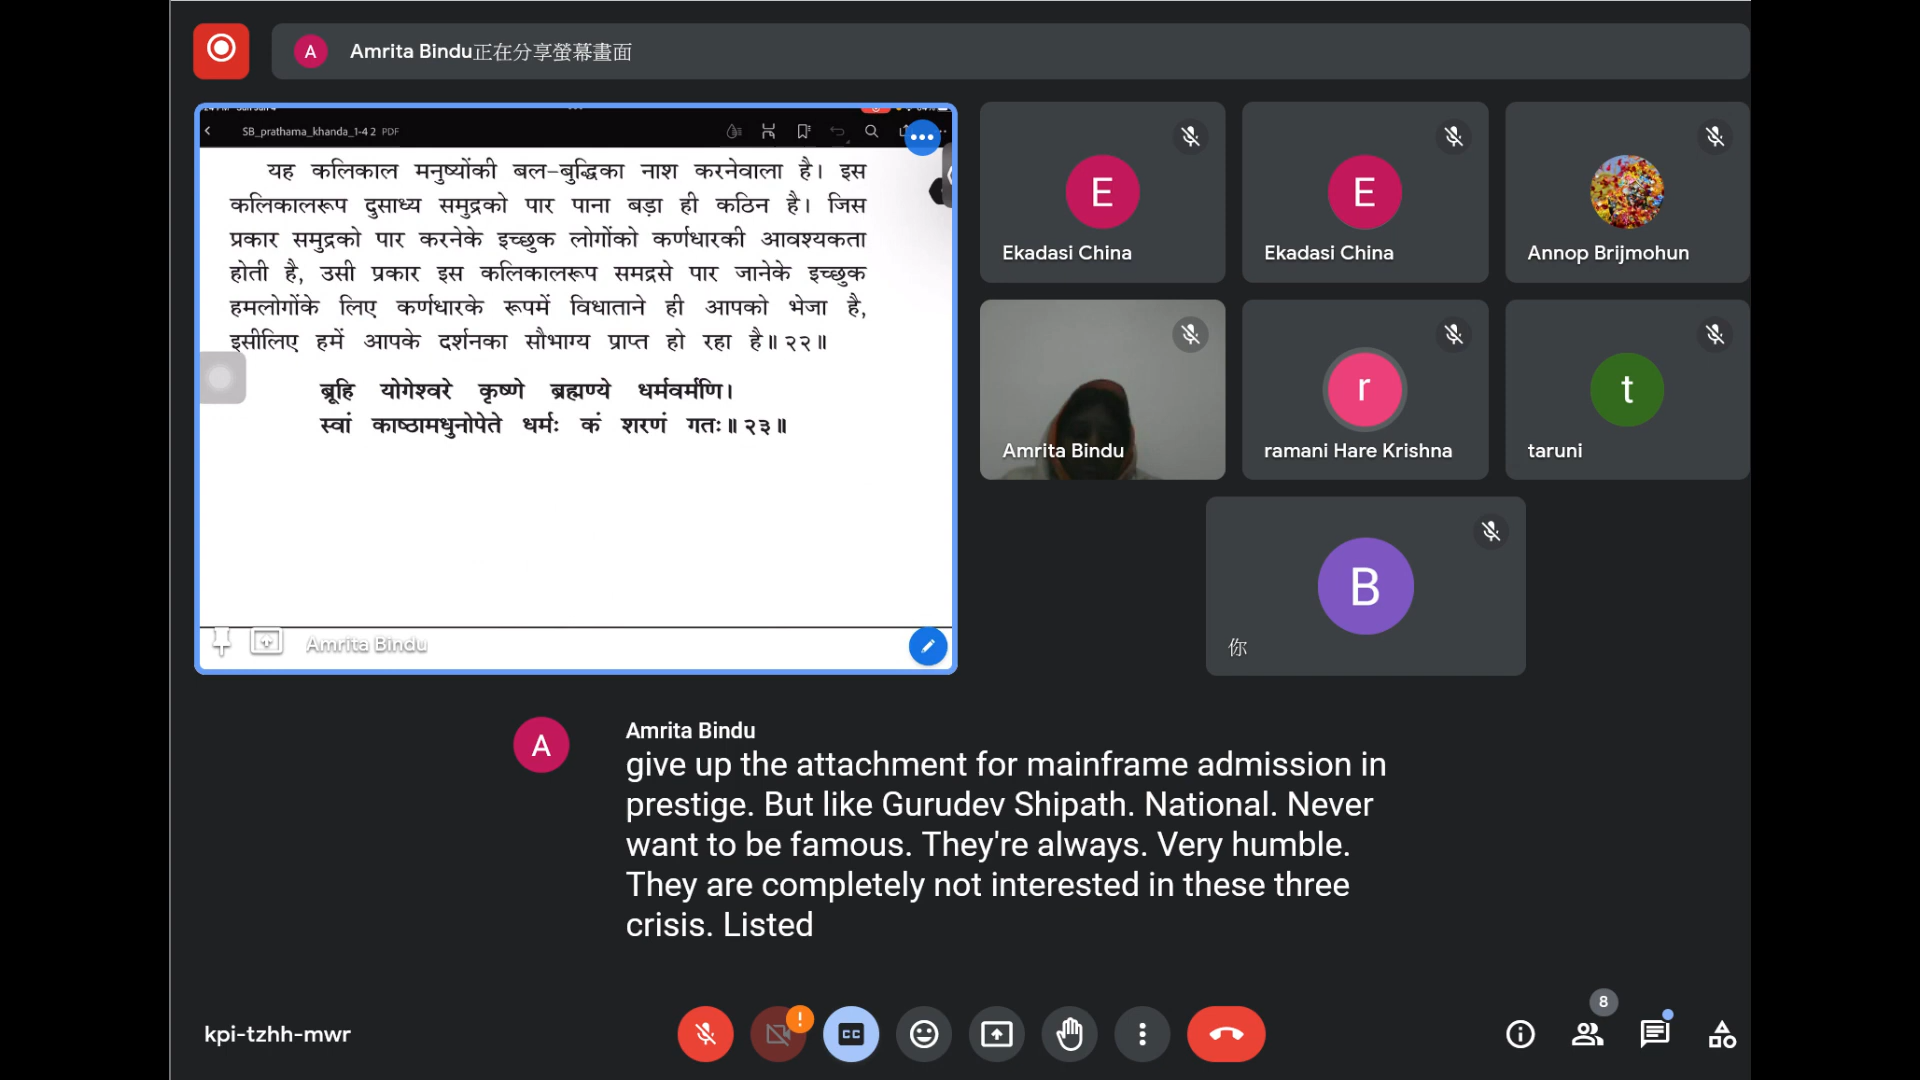 Amrita Bindu正在分享螢幕畫面
SB_prathama_khanda_1-4 2 PDF
यह कलिकाल मनुष्योंकी बल-बुद्धिका नाश करनेवाला है। इस
कलिकालरूप दुसाध्य समुद्रको पार पाना बड़ा ही कठिन है। जिस
प्रकार समुद्रको पार करनेके इच्छुक लोगोंको कर्णधारकी आवश्यकता
होती है, उसी प्रकार इस कलिकालरूप समद्रसे पार जानेके इच्छुक
हमलोगोंके लिए कर्णधारके रूपमें विधाताने ही आपको भेजा है,
इसीलिए हमें आपके दर्शनका सौभाग्य प्राप्त हो रहा है॥ २२॥
ब्रूहि योगेश्वरे कृष्णे ब्रह्मण्ये धर्मवर्मणि।
स्वां काष्ठामधुनोपेते धर्मः कं शरणं गतः॥ २३॥
Amrita Bindu
E
Ekadasi China
E
Ekadasi China
Annop Brijmohun
Amrita Bindu
r
ramani Hare Krishna
t
taruni
B
你
A
Amrita Bindu
give up the attachment for mainframe admission in
prestige. But like Gurudev Shipath. National. Never
want to be famous. They're always. Very humble.
They are completely not interested in these three
crisis. Listed
kpi-tzhh-mwr
CC
8